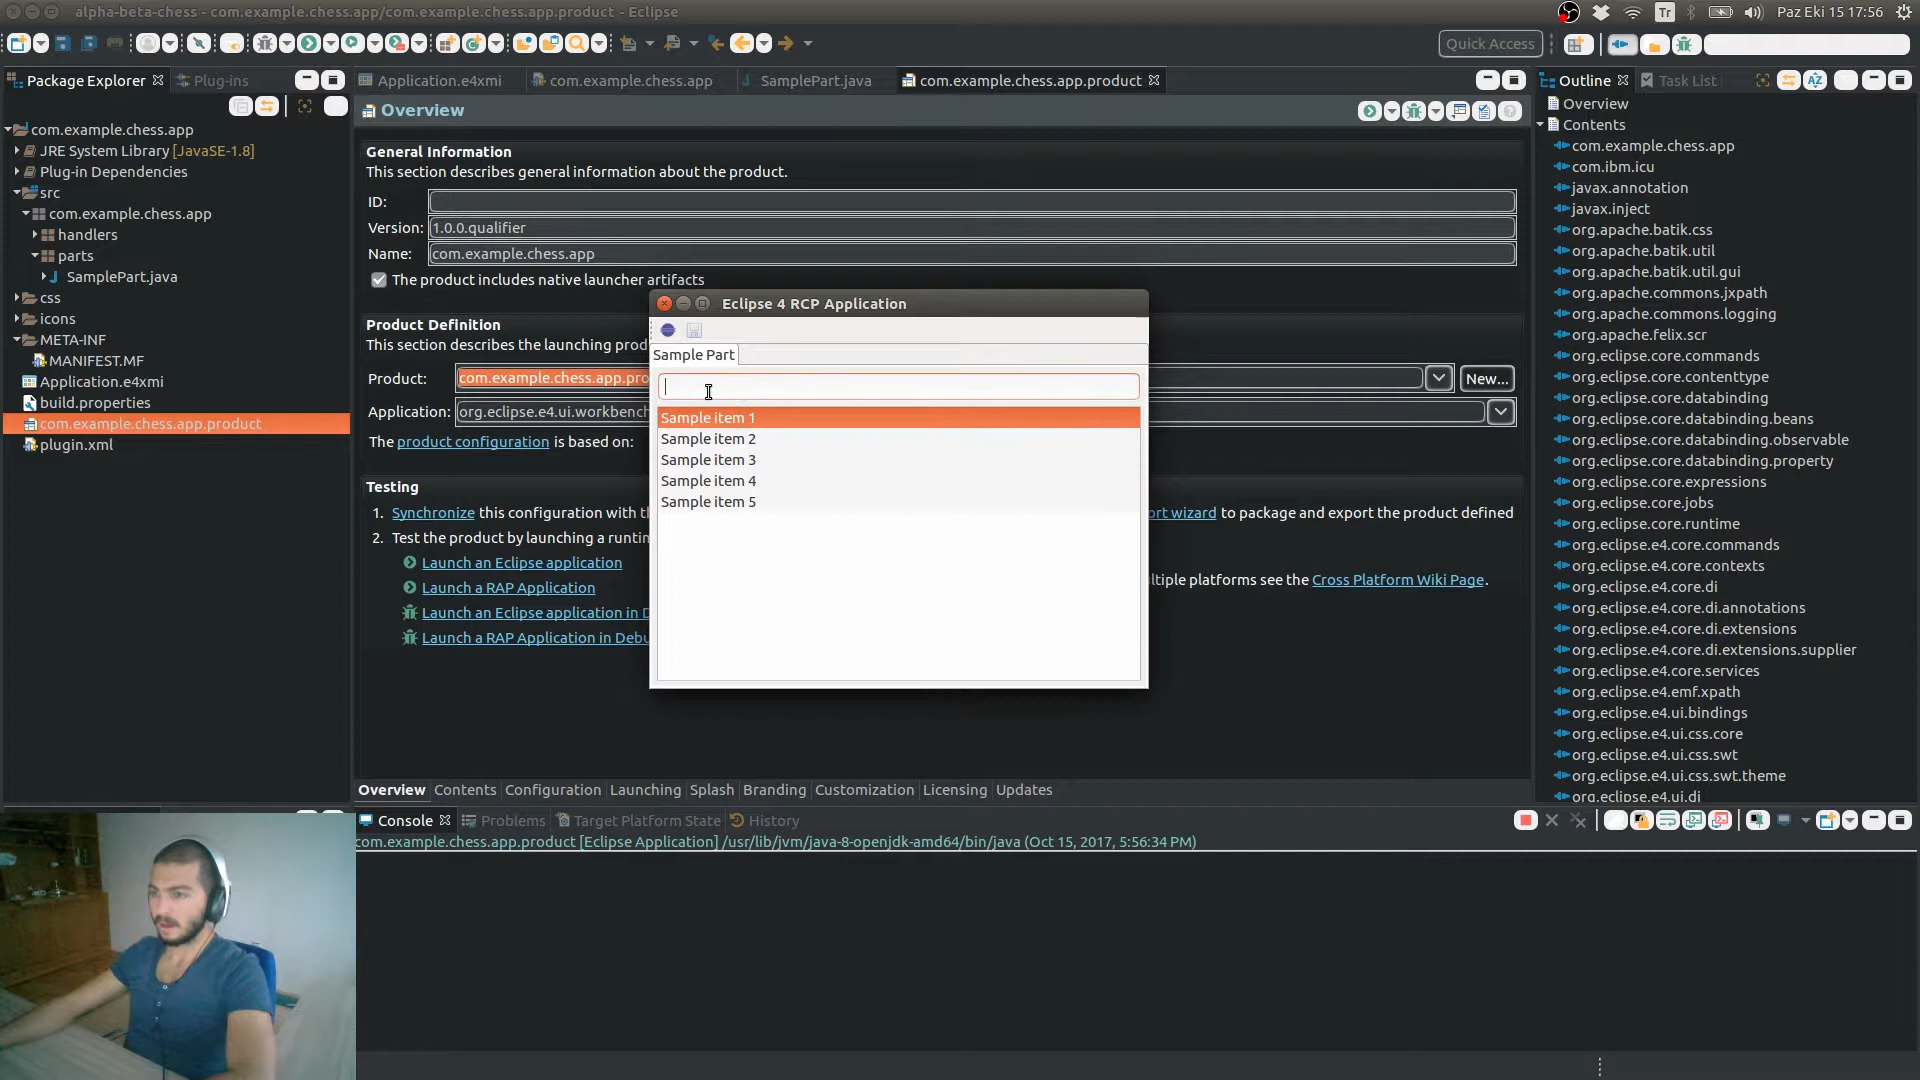 alpha-beta-chess - com.example.chess.app/com.example.chess.app.product - Eclipse
Tr
Paz Eki 15 17:56
Quick Access
Package Explorer
Plug-ins
Application.e4xmi
com.example.chess.app
SamplePart.java
com.example.chess.app.product
Outline
Task List
com.example.chess.app
JRE System Library [JavaSE-1.8]
Plug-in Dependencies
src
com.example.chess.app
handlers
parts
SamplePart.java
css
icons
META-INF
MANIFEST.MF
Application.e4xmi
build.properties
com.example.chess.app.product
plugin.xml
Overview
General Information
This section describes general information about the product.
ID:
Version: 1.0.0.qualifier
Name: com.example.chess.app
The product includes native launcher artifacts
Product Definition
This section describes the launching prod
Product: com.example.chess.app.pro
New...
Application: org.eclipse.e4.ui.workbench
The product configuration is based on:
Testing
1. Synchronize this configuration with th
2. Test the product by launching a runtin
Launch an Eclipse application
Launch a RAP Application
Launch an Eclipse application in D
Launch a RAP Application in Debu
ort wizard to package and export the product defined
ltiple platforms see the Cross Platform Wiki Page.
Eclipse 4 RCP Application
Sample Part
Sample item 1
Sample item 2
Sample item 3
Sample item 4
Sample item 5
Overview Contents Configuration Launching Splash Branding Customization Licensing Updates
Overview
Contents
com.example.chess.app
com.ibm.icu
javax.annotation
javax.inject
org.apache.batik.css
org.apache.batik.util
org.apache.batik.util.gui
org.apache.commons.jxpath
org.apache.commons.logging
org.apache.felix.scr
org.eclipse.core.commands
org.eclipse.core.contenttype
org.eclipse.core.databinding
org.eclipse.core.databinding.beans
org.eclipse.core.databinding.observable
org.eclipse.core.databinding.property
org.eclipse.core.expressions
org.eclipse.core.jobs
org.eclipse.core.runtime
org.eclipse.e4.core.commands
org.eclipse.e4.core.contexts
org.eclipse.e4.core.di
org.eclipse.e4.core.di.annotations
org.eclipse.e4.core.di.extensions
org.eclipse.e4.core.di.extensions.supplier
org.eclipse.e4.core.services
org.eclipse.e4.emf.xpath
org.eclipse.e4.ui.bindings
org.eclipse.e4.ui.css.core
org.eclipse.e4.ui.css.swt
org.eclipse.e4.ui.css.swt.theme
org.eclipse.e4.ui.di
Console
Problems
Target Platform State
History
com.example.chess.app.product [Eclipse Application] /usr/lib/jvm/java-8-openjdk-amd64/bin/java (Oct 15, 2017, 5:56:34 PM)